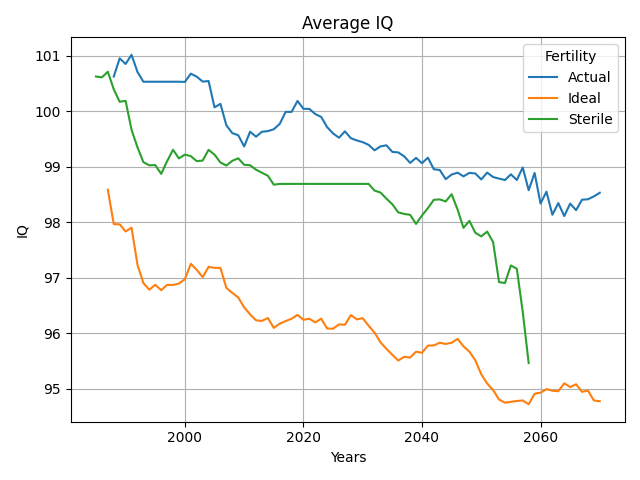 Average IQ
Fertility
Actual
Ideal
Sterile
IQ
101
100
99
98
97
96
95
2000
2020
2040
2060
Years